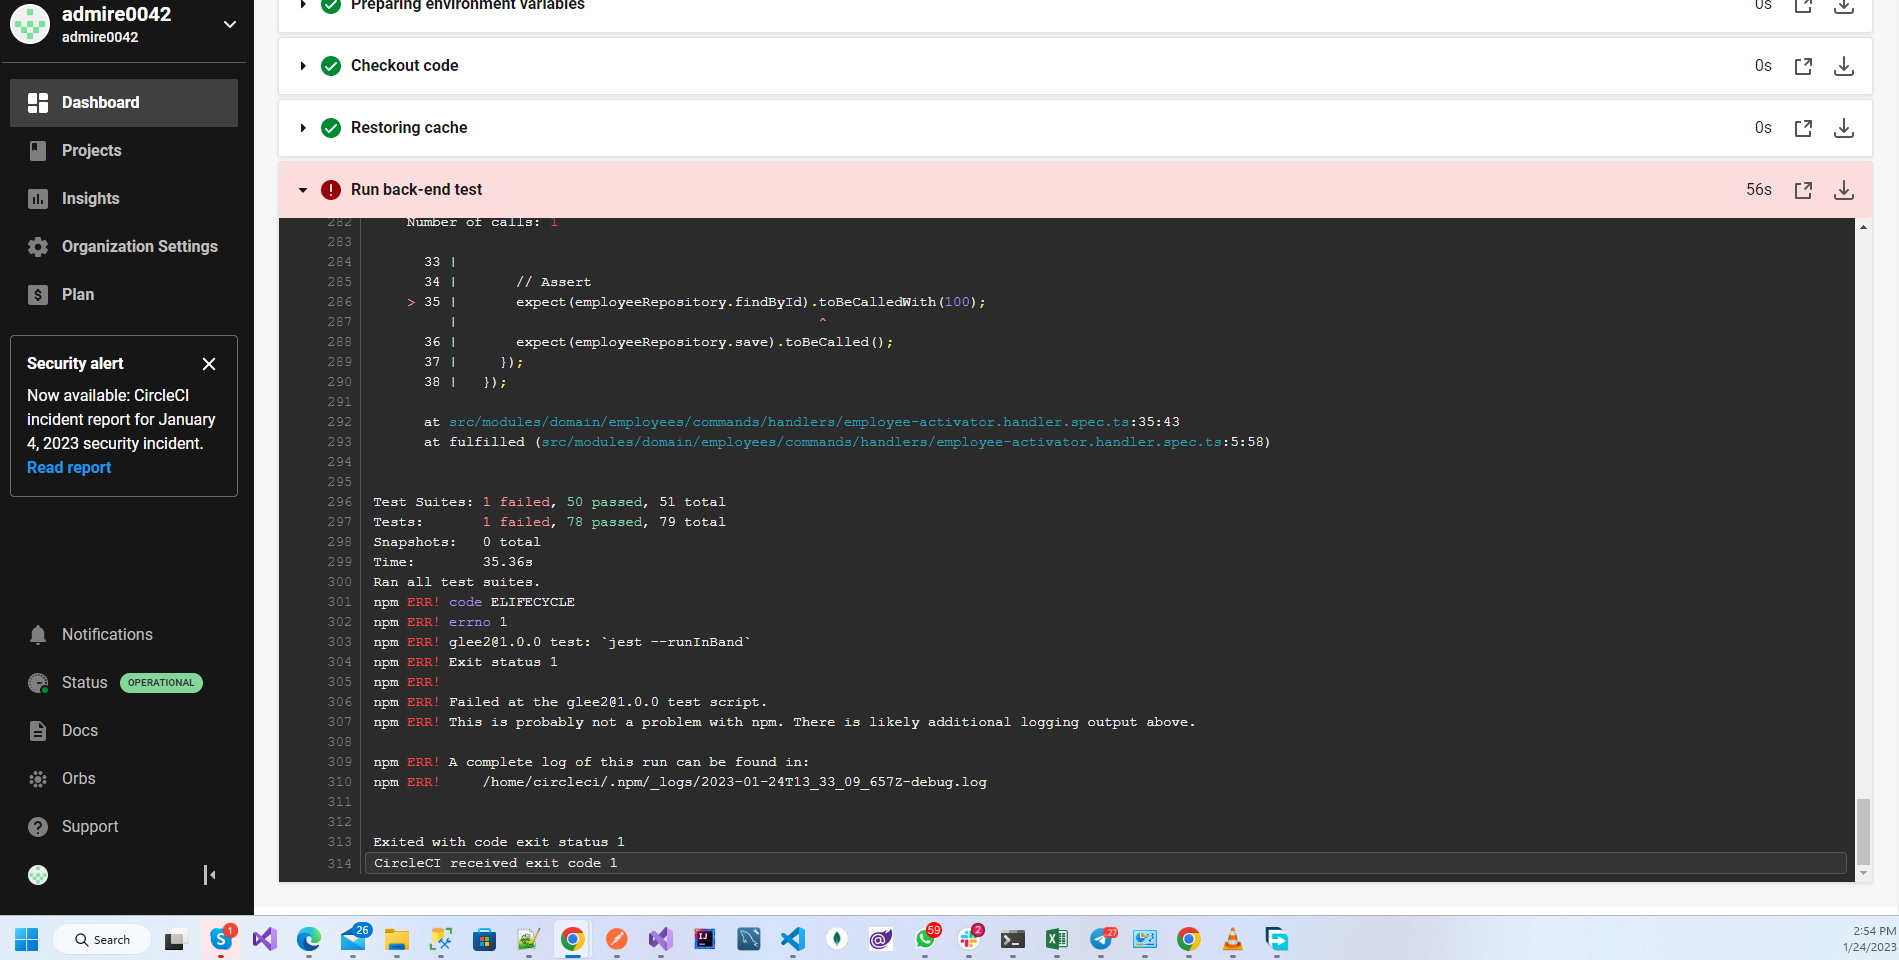 admire0042
admire0042
Dashboard
Projects
Insights
Organization Settings
Plan
Security alert
Now available: CircleCI
incident report for January
4, 2023 security incident.
Read report
Notifications
Status OPERATIONAL
Docs
Orbs
Support
Preparing environment variables 0s
Checkout code 0s
Restoring cache 0s
Run back-end test 56s
282 Number of calls: 1
283
284 33 |
285 34 | // Assert
286 > 35 | expect(employeeRepository.findById).toBeCalledWith(100);
287 | ^
288 36 | expect(employeeRepository.save).toBeCalled();
289 37 | });
290 38 | });
291
292 at src/modules/domain/employees/commands/handlers/employee-activator.handler.spec.ts:35:43
293 at fulfilled (src/modules/domain/employees/commands/handlers/employee-activator.handler.spec.ts:5:58)
294
295
296 Test Suites: 1 failed, 50 passed, 51 total
297 Tests: 1 failed, 78 passed, 79 total
298 Snapshots: 0 total
299 Time: 35.36s
300 Ran all test suites.
301 npm ERR! code ELIFECYCLE
302 npm ERR! errno 1
303 npm ERR! glee2@1.0.0 test: `jest --runInBand`
304 npm ERR! Exit status 1
305 npm ERR!
306 npm ERR! Failed at the glee2@1.0.0 test script.
307 npm ERR! This is probably not a problem with npm. There is likely additional logging output above.
308
309 npm ERR! A complete log of this run can be found in:
310 npm ERR! /home/circleci/.npm/_logs/2023-01-24T13_33_09_657Z-debug.log
311
312
313 Exited with code exit status 1
314 CircleCI received exit code 1
Search
1
26
59
2
27
2:54 PM
1/24/2023